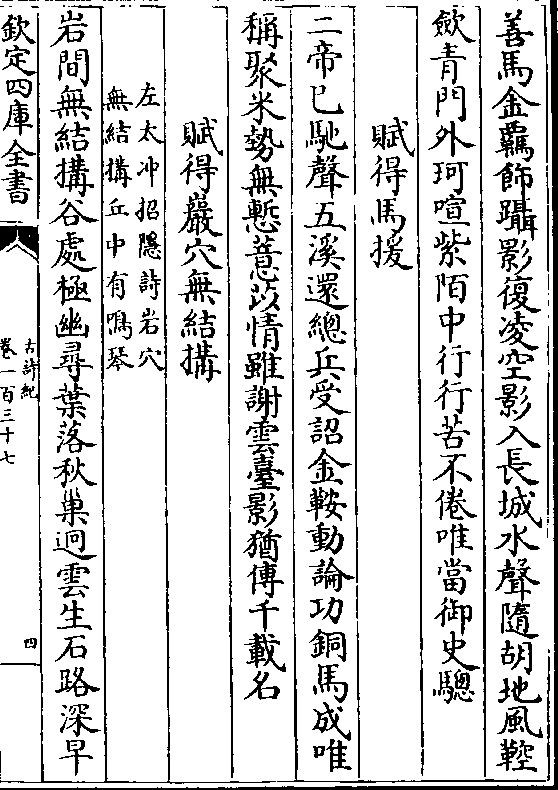 善馬金覊飾躡影復凌空影入長城水聲隨胡地風鞚
歛青門外珂喧紫陌中行行苦不倦唯當御史驄
賦得馬援
二帝已馳聲五溪還總兵受詔金鞍動論功銅馬成唯
稱聚米勢無慙薏苡情雖謝雲臺影猶傳千載名
賦得巖穴無結搆
左太冲招隱詩岩穴
無結搆丘中有鳴琴
岩間無結搆谷處極幽尋葉落秋巢迥雲生石路深早
欽定四庫全書
古詩紀
卷一百三十七
四